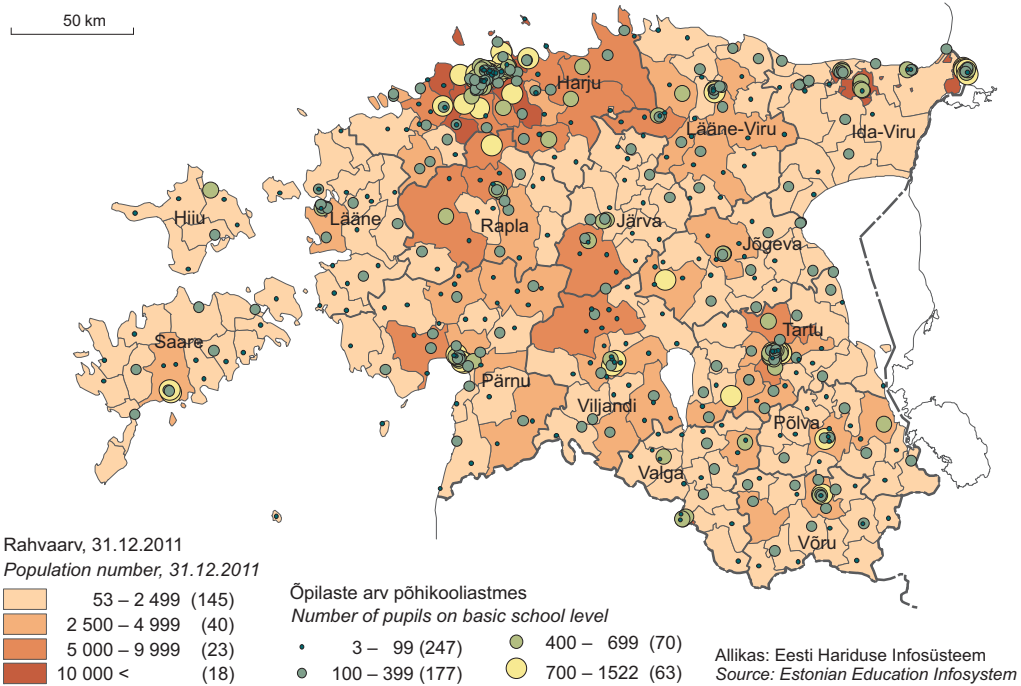 50 km
Harju
Lääne-Viru
Ida-Viru
Hiiu
Lääne
Rapla
Järva
Jõgeva
Saare
Tartu
Pärnu
Viljandi
Põlva
Valga
Võru
Rahvaarv, 31.12.2011
Population number, 31.12.2011
53 – 2 499 (145)
2 500 – 4 999 (40)
5 000 – 9 999 (23)
10 000 < (18)
Õpilaste arv põhikooliastmes
Number of pupils on basic school level
3 – 99 (247)
100 – 399 (177)
400 – 699 (70)
700 – 1522 (63)
Allikas: Eesti Hariduse Infosüsteem
Source: Estonian Education Infosystem